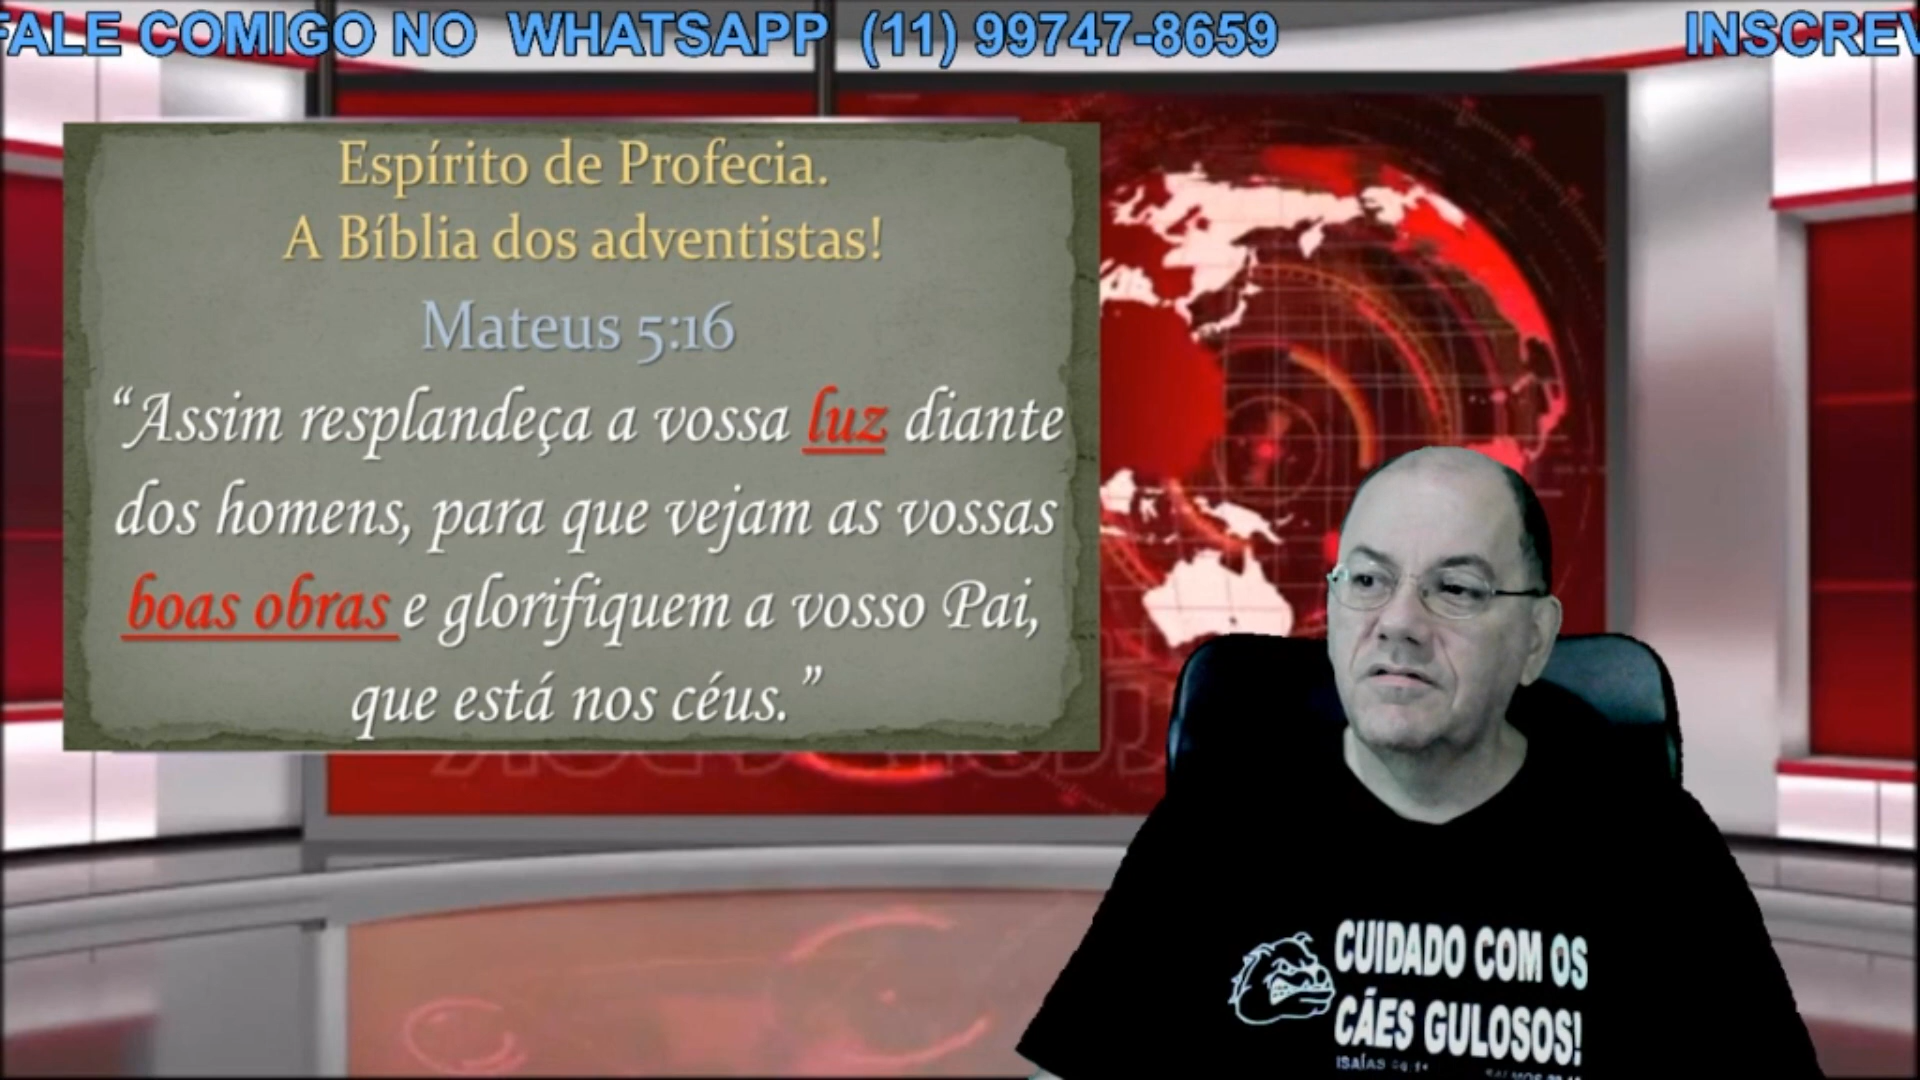 FALE COMIGO NO WHATSAPP (11) 99747-8659 INSCREV
Espírito de Profecia.
A Bíblia dos adventistas!
Mateus 5:16
“Assim resplandeça a vossa luz diante
dos homens, para que vejam as vossas
boas obras e glorifiquem a vosso Pai,
que está nos céus.”
CUIDADO COM OS
CÁES GULOSOS!
ISAÍAS